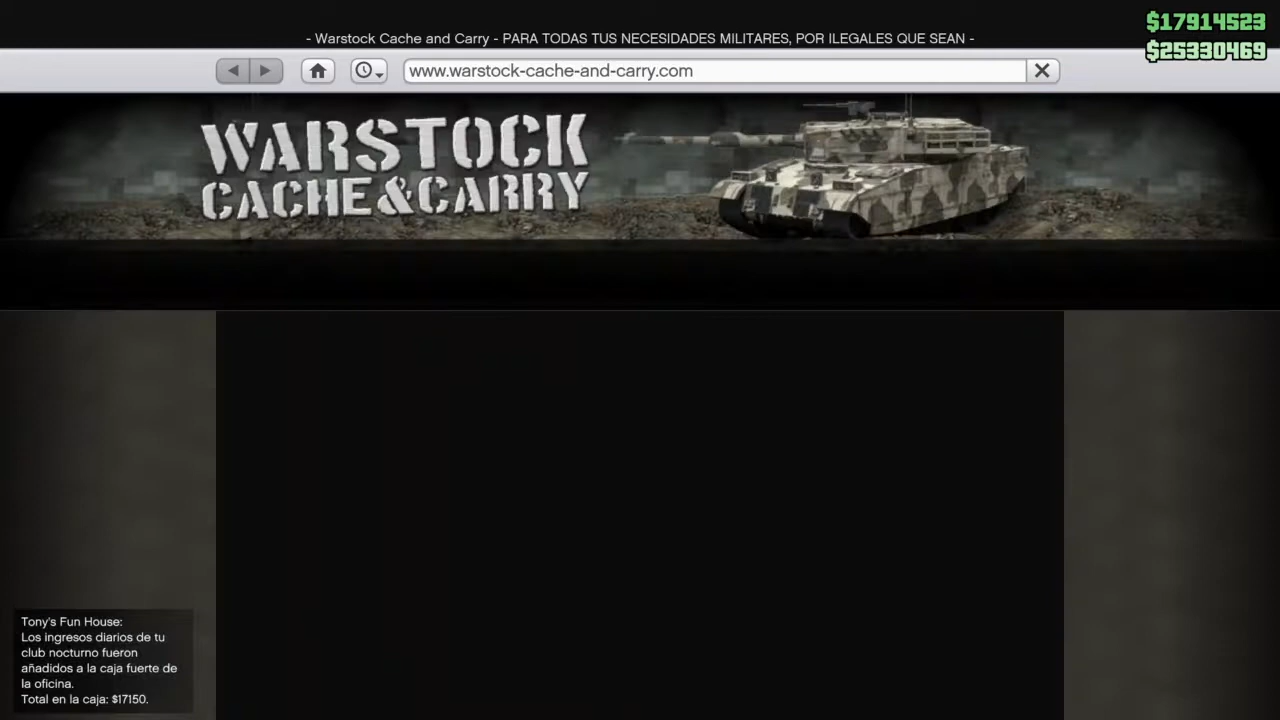 $17914523
- Warstock Cache and Carry - PARA TODAS TUS NECESIDADES MILITARES, POR ILEGALES QUE SEAN -
$25330469
www.warstock-cache-and-carry.com
WARSTOCK
CACHE&CARRY
Tony's Fun House:
Los ingresos diarios de tu
club nocturno fueron
añadidos a la caja fuerte de
la oficina.
Total en la caja: $17150.